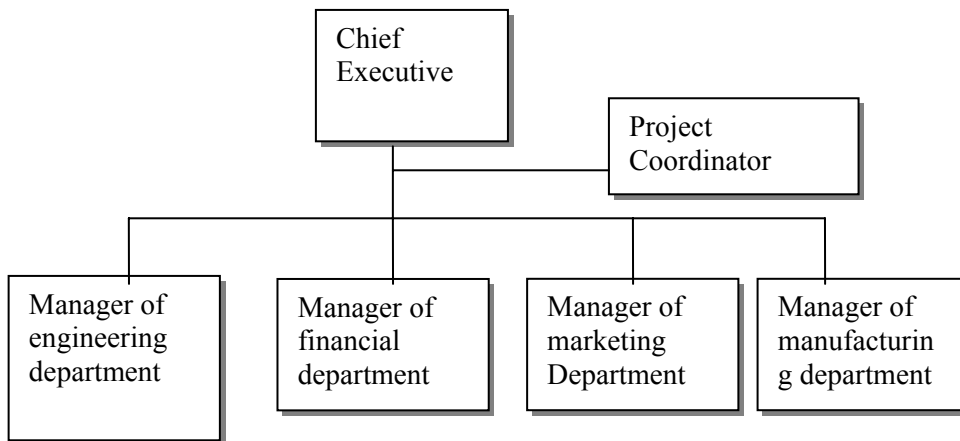 Chief
Executive
Project
Coordinator
Manager of
engineering
department
Manager of
financial
department
Manager of
marketing
Department
Manager of
manufacturin
g department